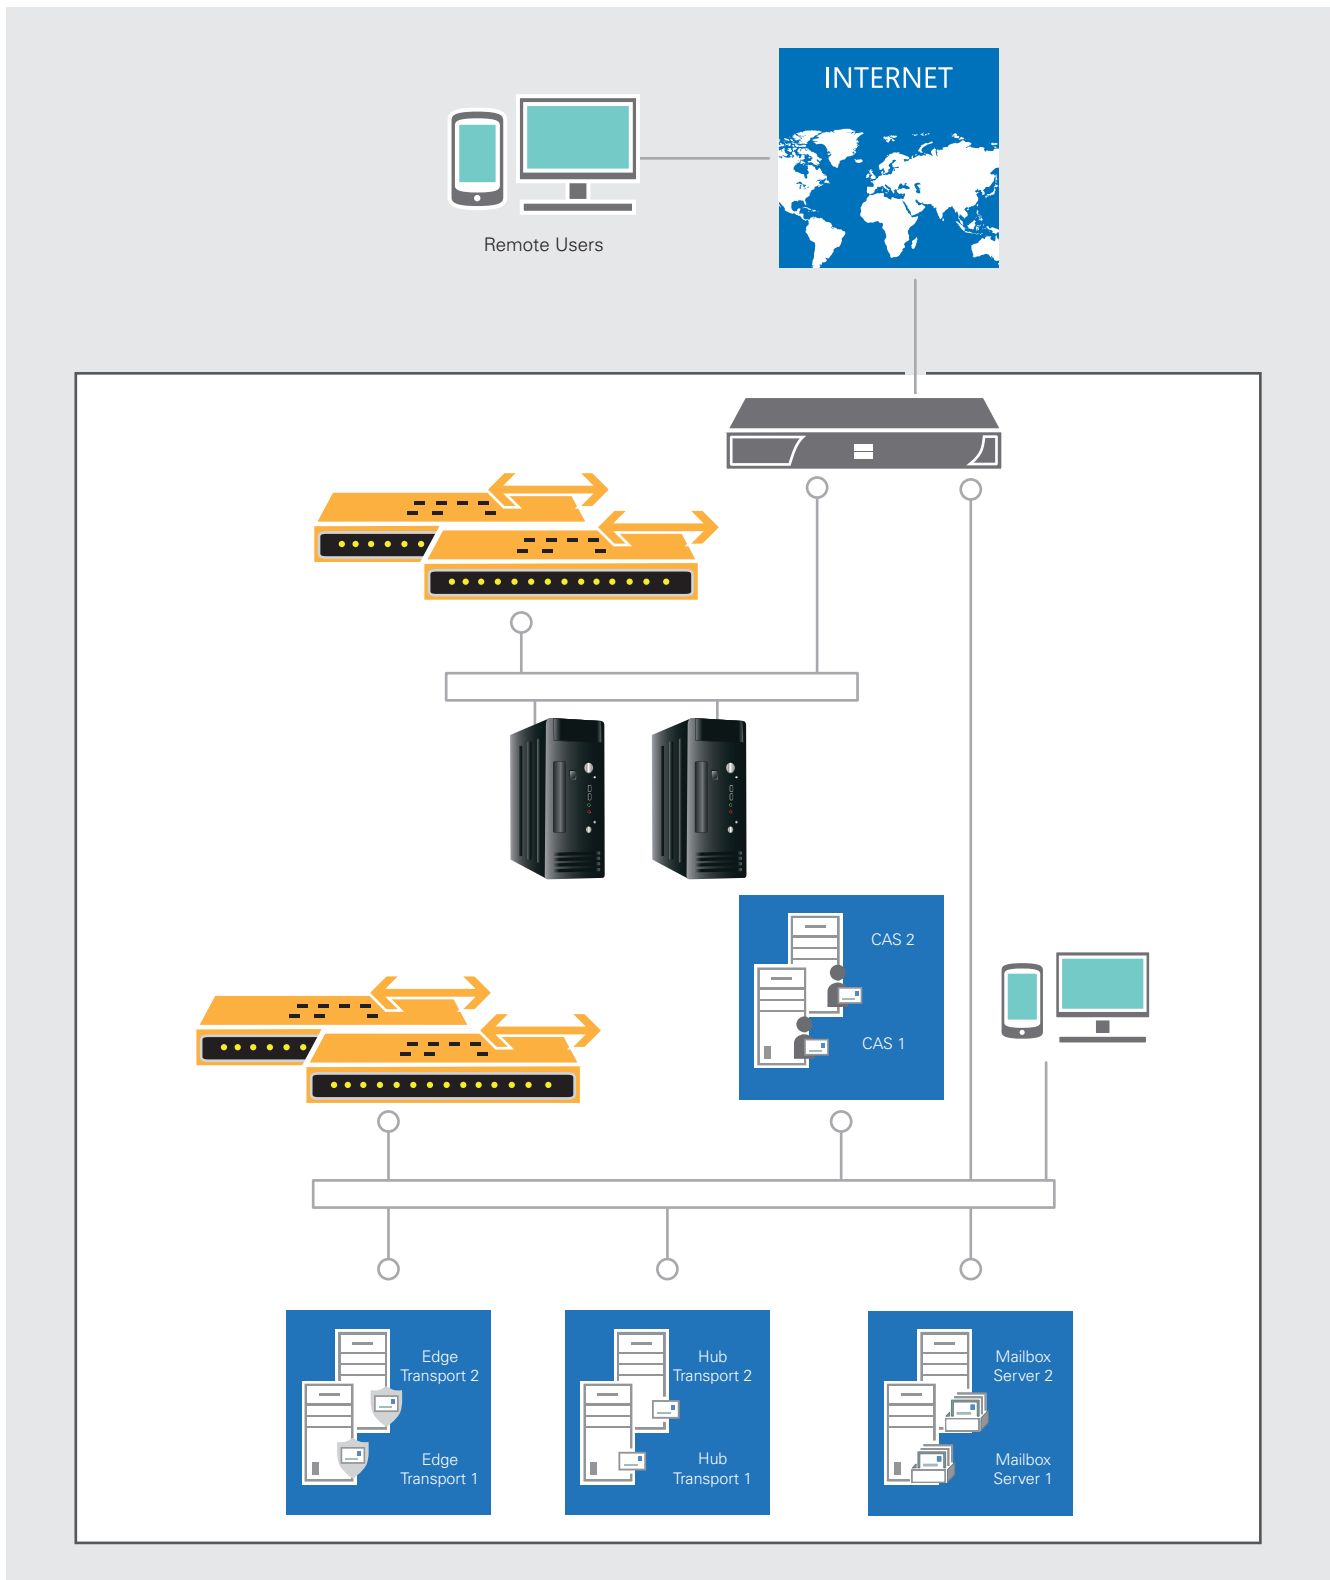 INTERNET
Remote Users
CAS 2
CAS 1
Edge
Transport 2
Edge
Transport 1
Hub
Transport 2
Hub
Transport 1
Mailbox
Server 2
Mailbox
Server 1